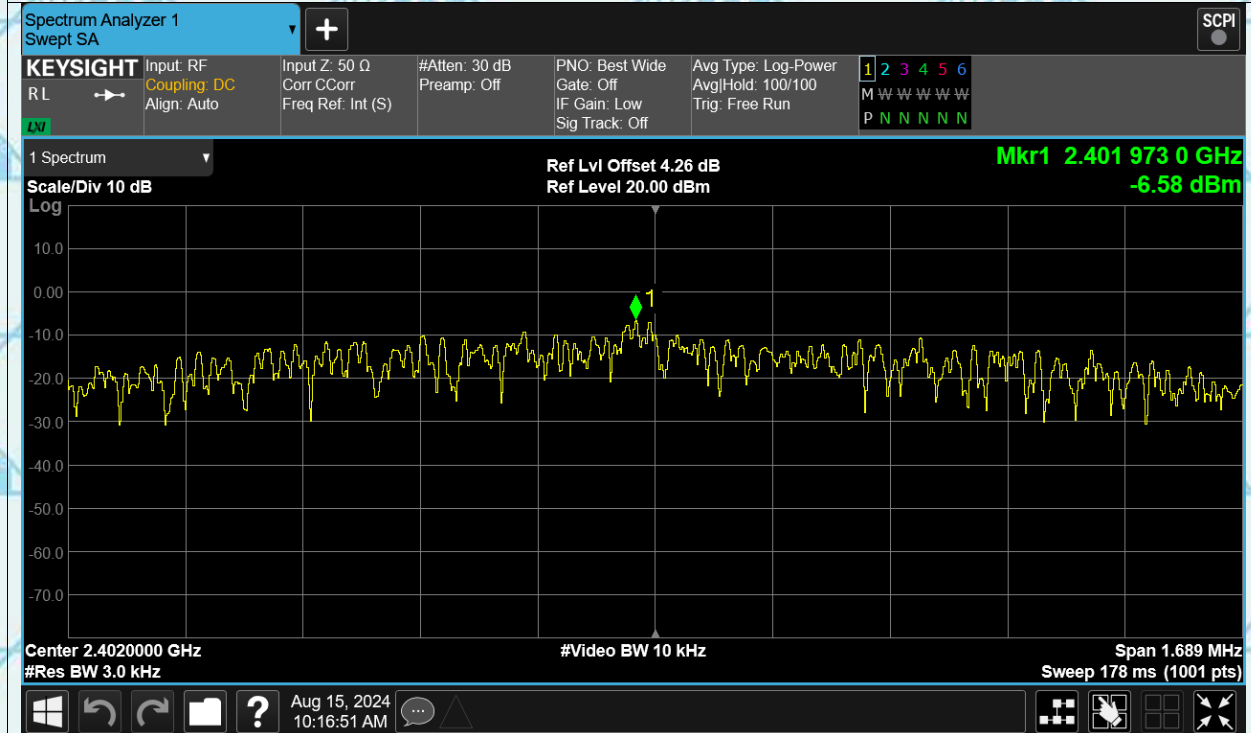 Spectrum Analyzer 1
Swept SA
▼
+
SCPI
KEYSIGHT
R L
LXI
Input: RF
Coupling: DC
Align: Auto
Input Z: 50 Ω
Corr CCorr
Freq Ref: Int (S)
#Atten: 30 dB
Preamp: Off
PNO: Best Wide
Gate: Off
IF Gain: Low
Sig Track: Off
Avg Type: Log-Power
Avg|Hold: 100/100
Trig: Free Run
1 2 3 4 5 6
M W W W W W
P N N N N N
1 Spectrum ▼
Scale/Div 10 dB
Ref Lvl Offset 4.26 dB
Ref Level 20.00 dBm
Mkr1 2.401 973 0 GHz
-6.58 dBm
Log
10.0
0.00
-10.0
-20.0
-30.0
-40.0
-50.0
-60.0
-70.0
1
Center 2.4020000 GHz
#Res BW 3.0 kHz
#Video BW 10 kHz
Span 1.689 MHz
Sweep 178 ms (1001 pts)
?
Aug 15, 2024
10:16:51 AM